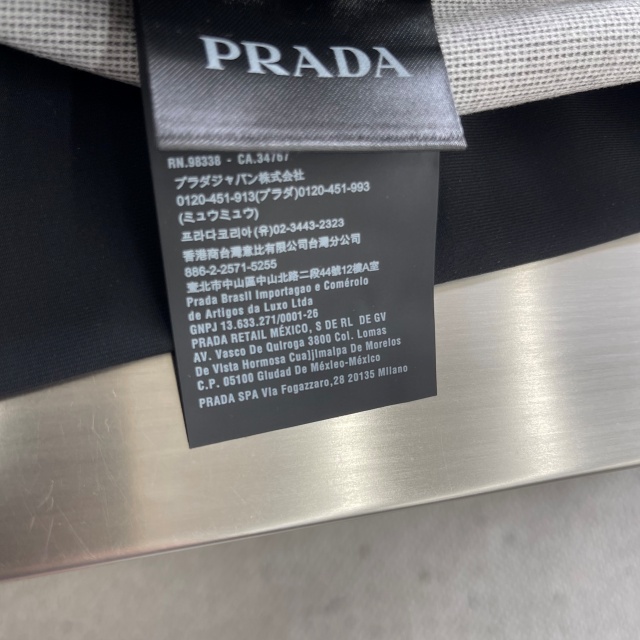 PRADA
RN.98338 - CA.34767
プラダジャパン株式会社
0120-451-913(プラダ)0120-451-993
(ミュウミュウ)
프라다코리아(유)02-3443-2323
香港商台灣惠比有限公司台灣分公司
886-2-2571-5255
臺北市中山區中山北路二段44號12樓A室
Prada Brasil Importagao e Comérolo
de Artigos da Luxo Ltda
GNPJ 13.633.277/0001-26
PRADA RETAIL MÉXICO, S DE RL DE GV
AV. Vasco De Quiroga 3800 Col. Lomas
De Vista Hormosa Cuajjmalpa De Morelos
C.P. 05100 Ciudad De México-México
PRADA SPA Via Fogazzaro,28 20135 Milano